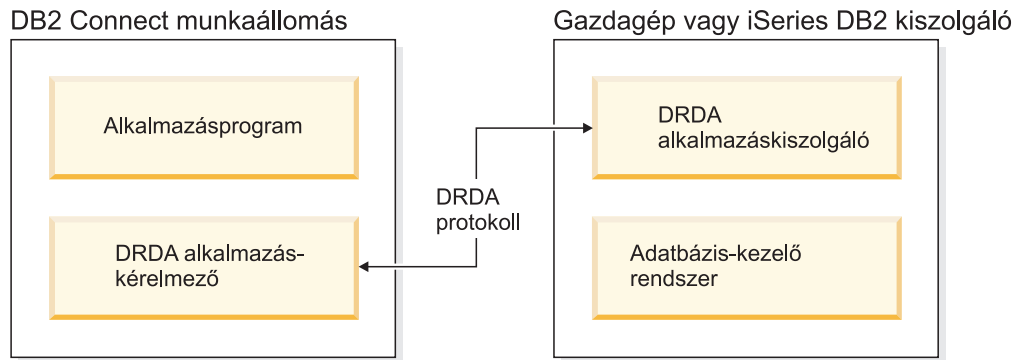 DB2 Connect munkaállomás
Gazdagép vagy iSeries DB2 kiszolgáló
Alkalmazásprogram
DRDA
alkalmazáskiszolgáló
DRDA
protokoll
DRDA alkalmazás-
kérelmező
Adatbázis-kezelő
rendszer